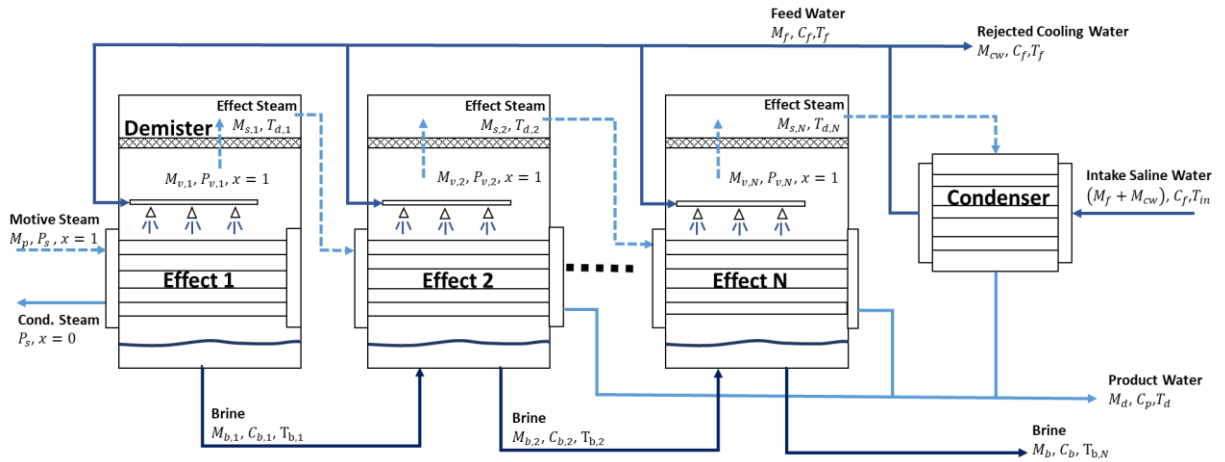 Feed Water
M_f, C_f,T_f
Rejected Cooling Water
M_cw, C_f,T_f
Effect Steam
M_s,1, T_d,1
Effect Steam
M_s,2, T_d,2
Effect Steam
M_s,N, T_d,N
Demister
M_v,1, P_v,1, x = 1
M_v,2, P_v,2, x = 1
M_v,N, P_v,N, x = 1
Intake Saline Water
(M_f + M_cw), C_f,T_in
Condenser
Motive Steam
M_p, P_s, x = 1
Effect 1
Effect 2
Effect N
Cond. Steam
P_s, x = 0
Product Water
M_d, C_p,T_d
Brine
M_b,1, C_b,1, T_b,1
Brine
M_b,2, C_b,2, T_b,2
Brine
M_b, C_b, T_b,N